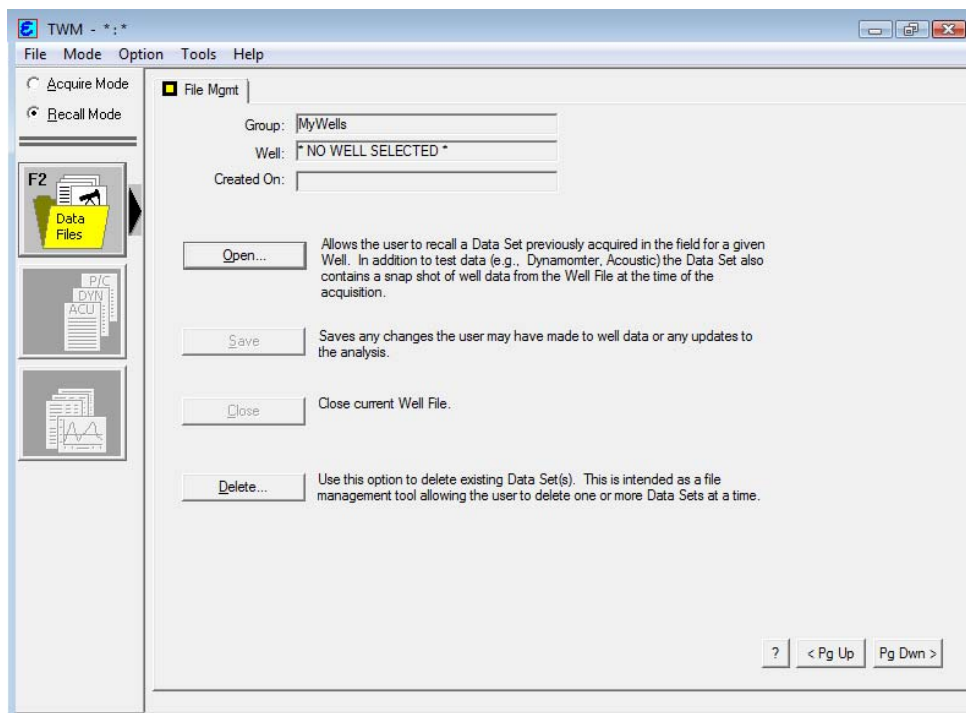 TWM - *:*
File Mode Option Tools Help
Acquire Mode
Recall Mode
F2
Data
Files
P/C
DYN
ACU
File Mgmt
Group: MyWells
Well: * NO WELL SELECTED *
Created On:
Open...
Allows the user to recall a Data Set previously acquired in the field for a given
Well. In addition to test data (e.g., Dynamomter, Acoustic) the Data Set also
contains a snap shot of well data from the Well File at the time of the
acquisition.
Save
Saves any changes the user may have made to well data or any updates to
the analysis.
Close
Close current Well File.
Delete...
Use this option to delete existing Data Set(s). This is intended as a file
management tool allowing the user to delete one or more Data Sets at a time.
? < Pg Up Pg Dwn >